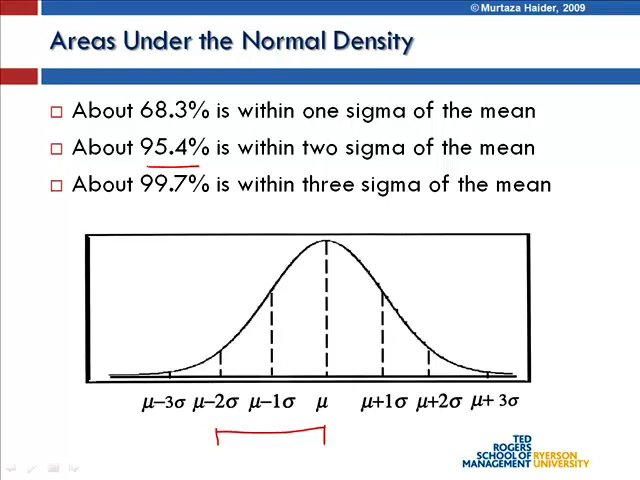 © Murtaza Haider, 2009
Areas Under the Normal Density
About 68.3% is within one sigma of the mean
About 95.4% is within two sigma of the mean
About 99.7% is within three sigma of the mean
μ−3σ μ−2σ μ−1σ μ μ+1σ μ+2σ μ+ 3σ
TED
ROGERS
SCHOOL OF RYERSON
MANAGEMENT UNIVERSITY